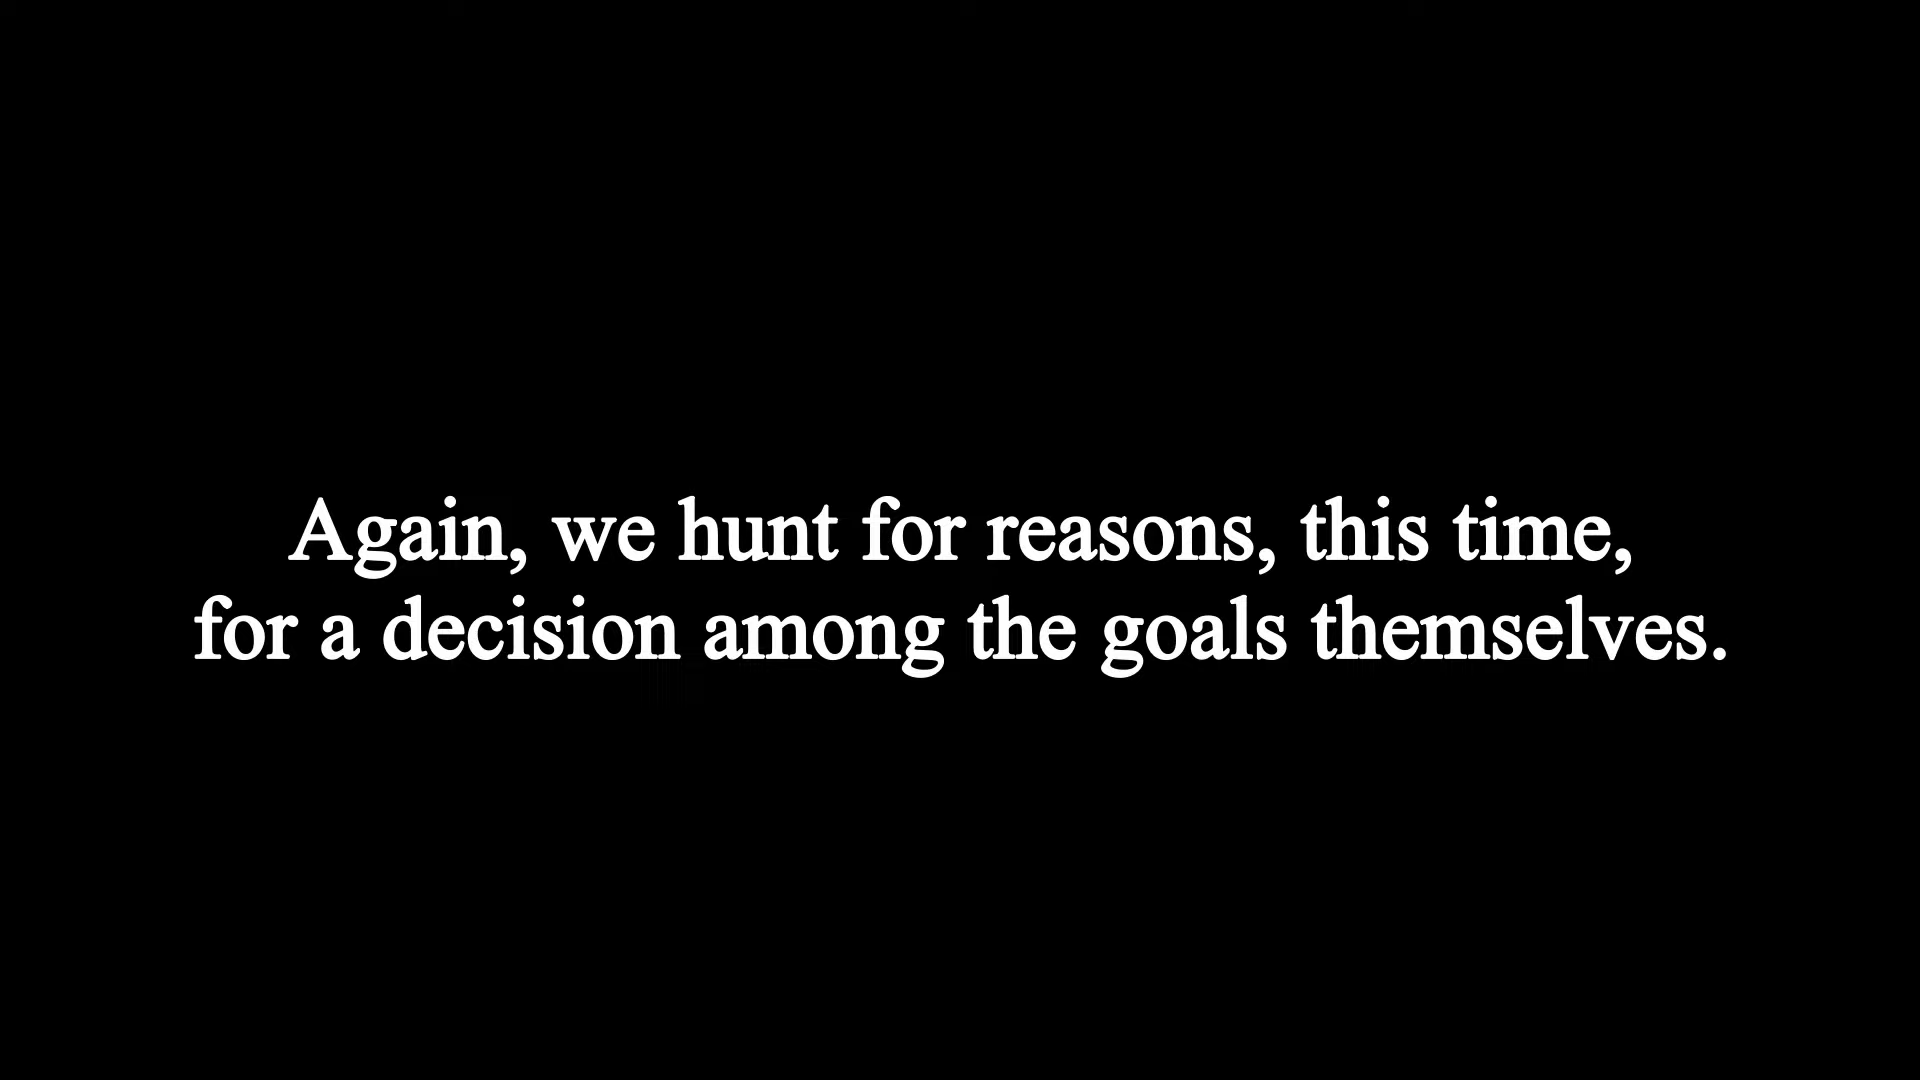 Again, we hunt for reasons, this time,
for a decision among the goals themselves.